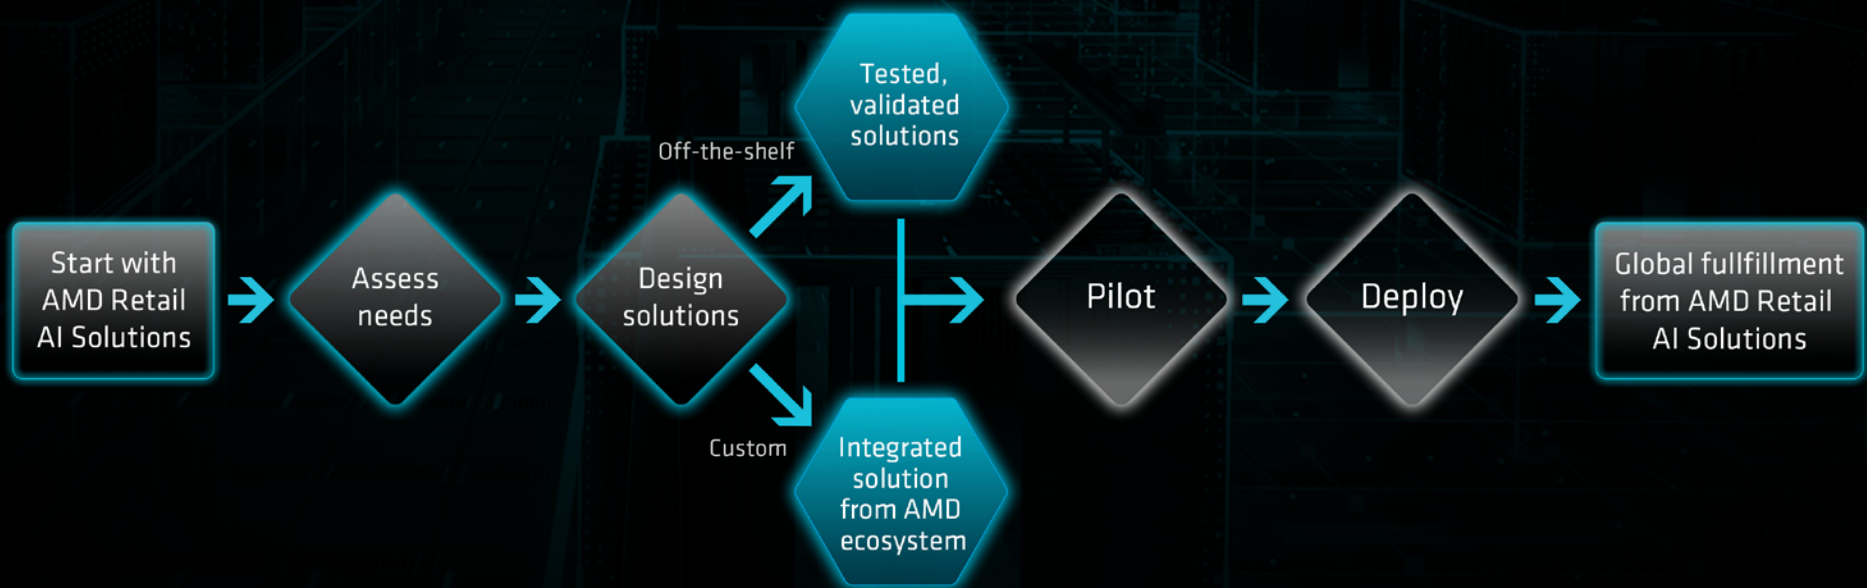 Start with
AMD Retail
AI Solutions
Assess
needs
Design
solutions
Off-the-shelf
Tested,
validated
solutions
Custom
Integrated
solution
from AMD
ecosystem
Pilot
Deploy
Global fullfillment
from AMD Retail
AI Solutions